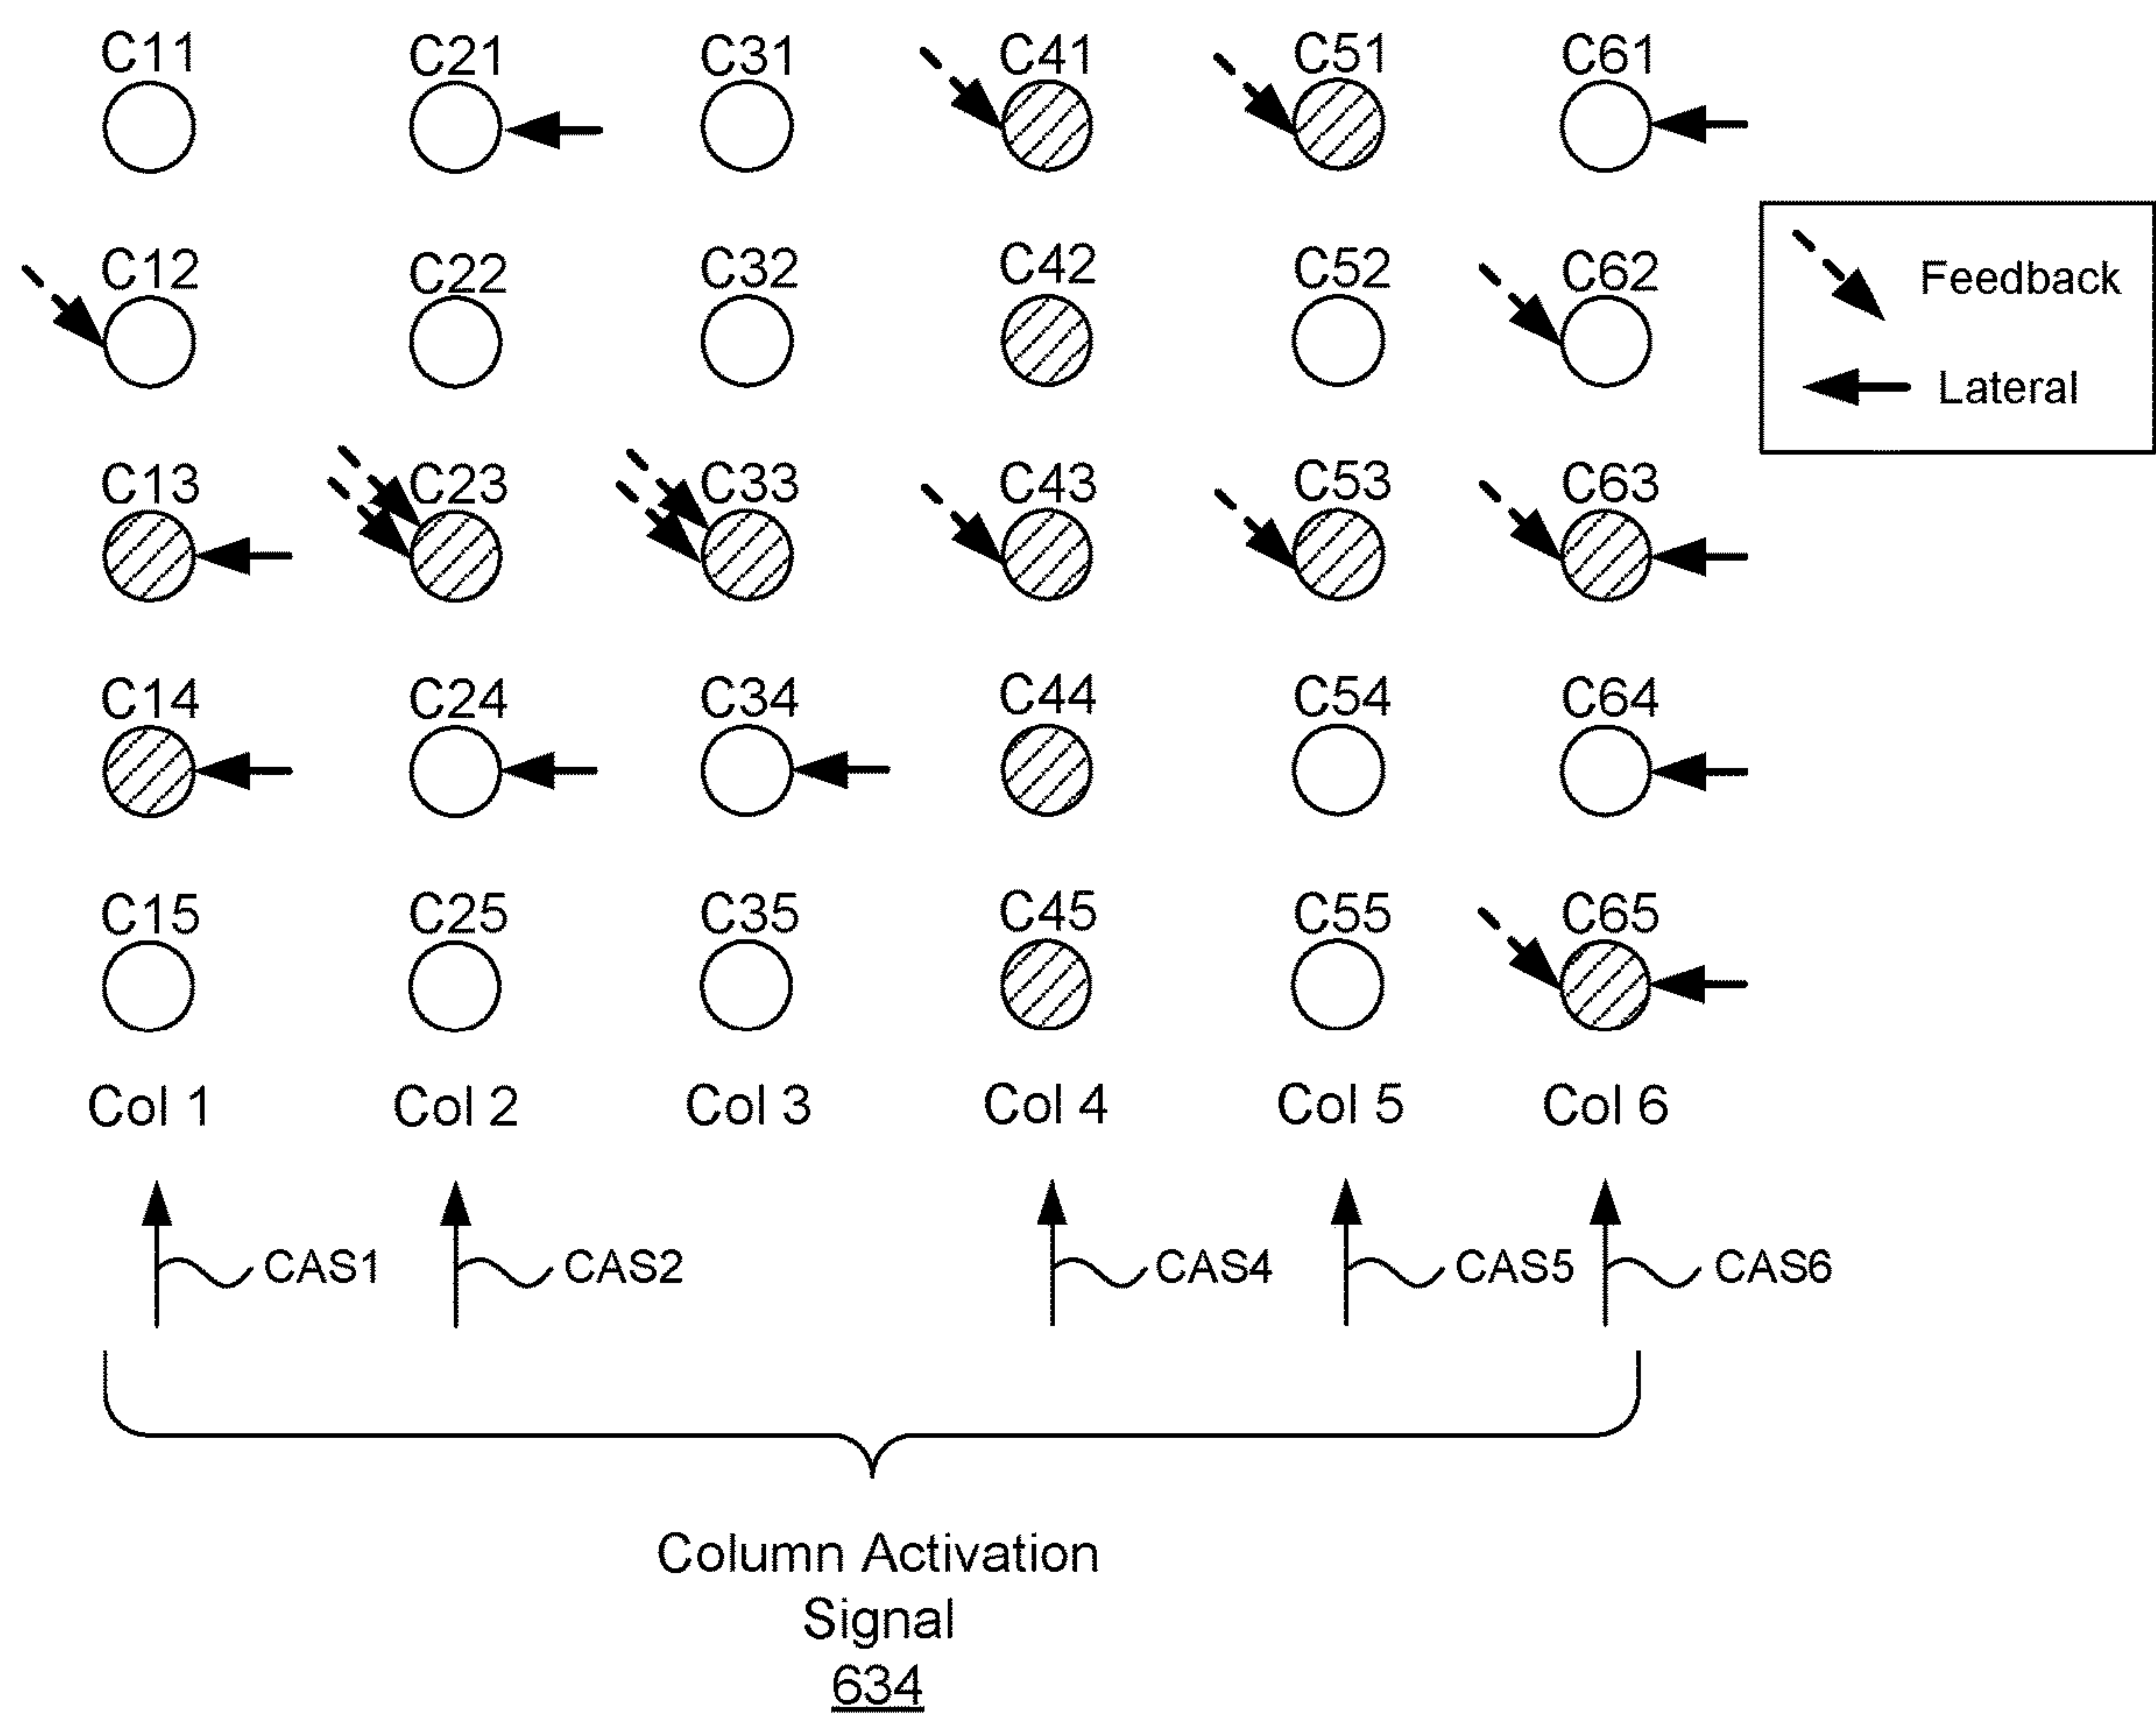 C11 C21 C31 C41 C51 C61
C12 C22 C32 C42 C52 C62
Feedback
Lateral
C13 C23 C33 C43 C53 C63
C14 C24 C34 C44 C54 C64
C15 C25 C35 C45 C55 C65
Col 1 Col 2 Col 3 Col 4 Col 5 Col 6
CAS1 CAS2 CAS4 CAS5 CAS6
Column Activation
Signal
634